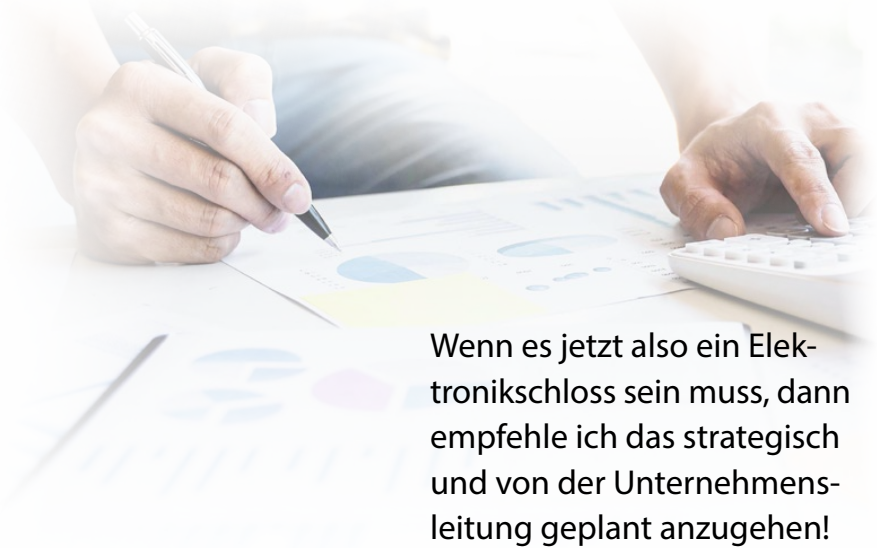 Wenn es jetzt also ein Elek-
tronikschloss sein muss, dann
empfehle ich das strategisch
und von der Unternehmens-
leitung geplant anzugehen!